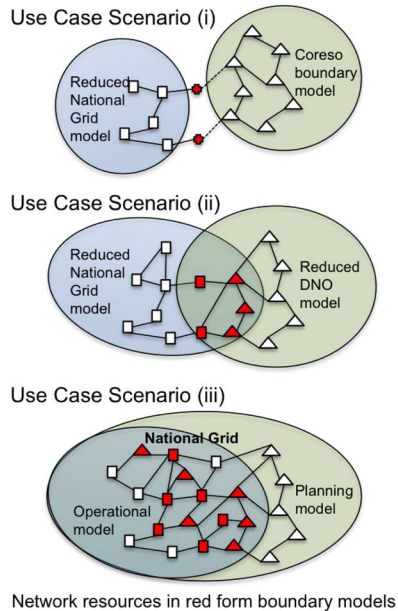 Use Case Scenario (i)
Reduced
National
Grid
model
Coreso
boundary
model
Use Case Scenario (ii)
Reduced
National
Grid
model
Reduced
DNO
model
Use Case Scenario (iii)
National Grid
Operational
model
Planning
model
Network resources in red form boundary models